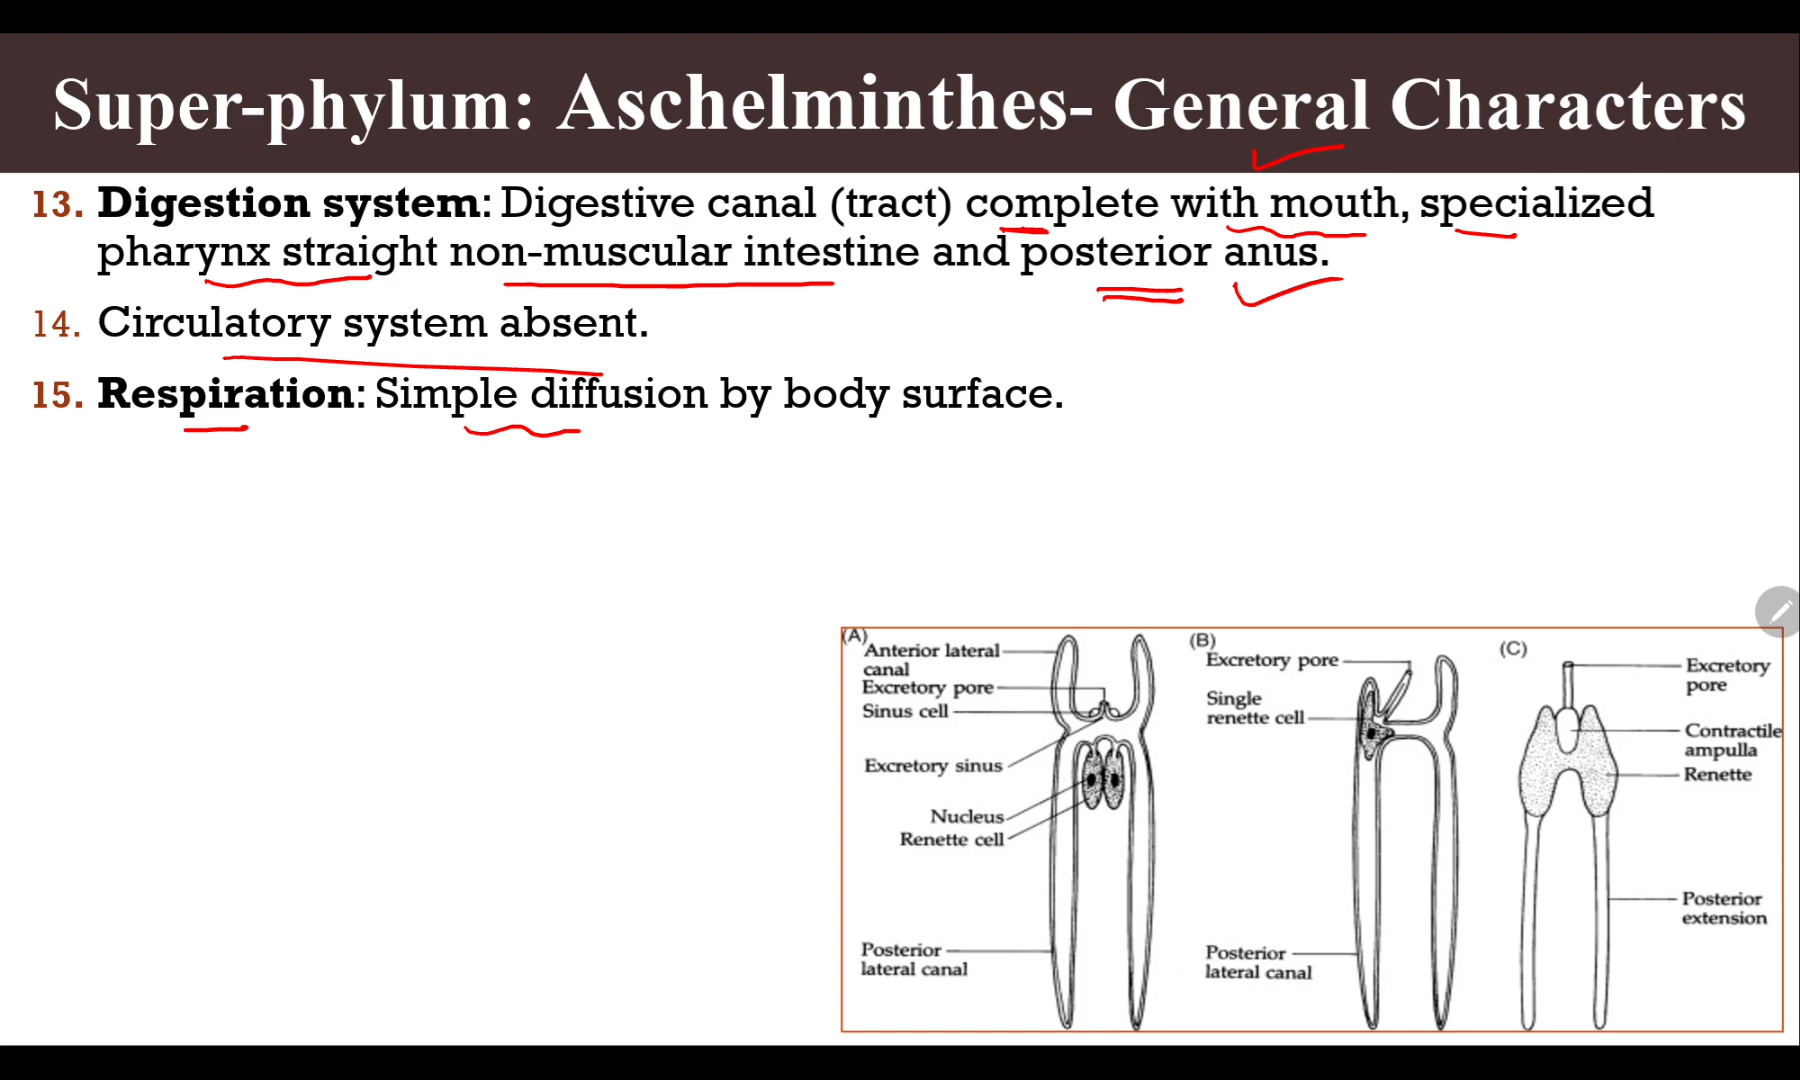 Super-phylum: Aschelminthes- General Characters
13. Digestion system: Digestive canal (tract) complete with mouth, specialized
pharynx straight non-muscular intestine and posterior anus.
14. Circulatory system absent.
15. Respiration: Simple diffusion by body surface.
(A)
Anterior lateral
canal
Excretory pore
Sinus cell
Excretory sinus
Nucleus
Renette cell
Posterior
lateral canal
(B)
Excretory pore
Single
renette cell
Posterior
lateral canal
(C)
Excretory
pore
Contractile
ampulla
Renette
Posterior
extension